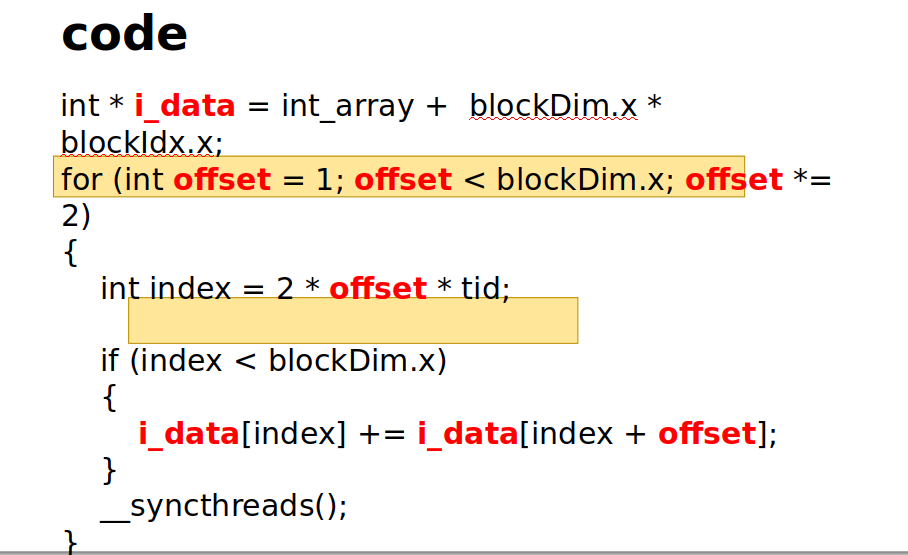 code
int * i_data = int_array +  blockDim.x *
blockIdx.x;
for (int offset = 1; offset < blockDim.x; offset *=
2)
{
int index = 2 * offset * tid;
if (index < blockDim.x)
{
i_data[index] += i_data[index + offset];
}
__syncthreads();
}